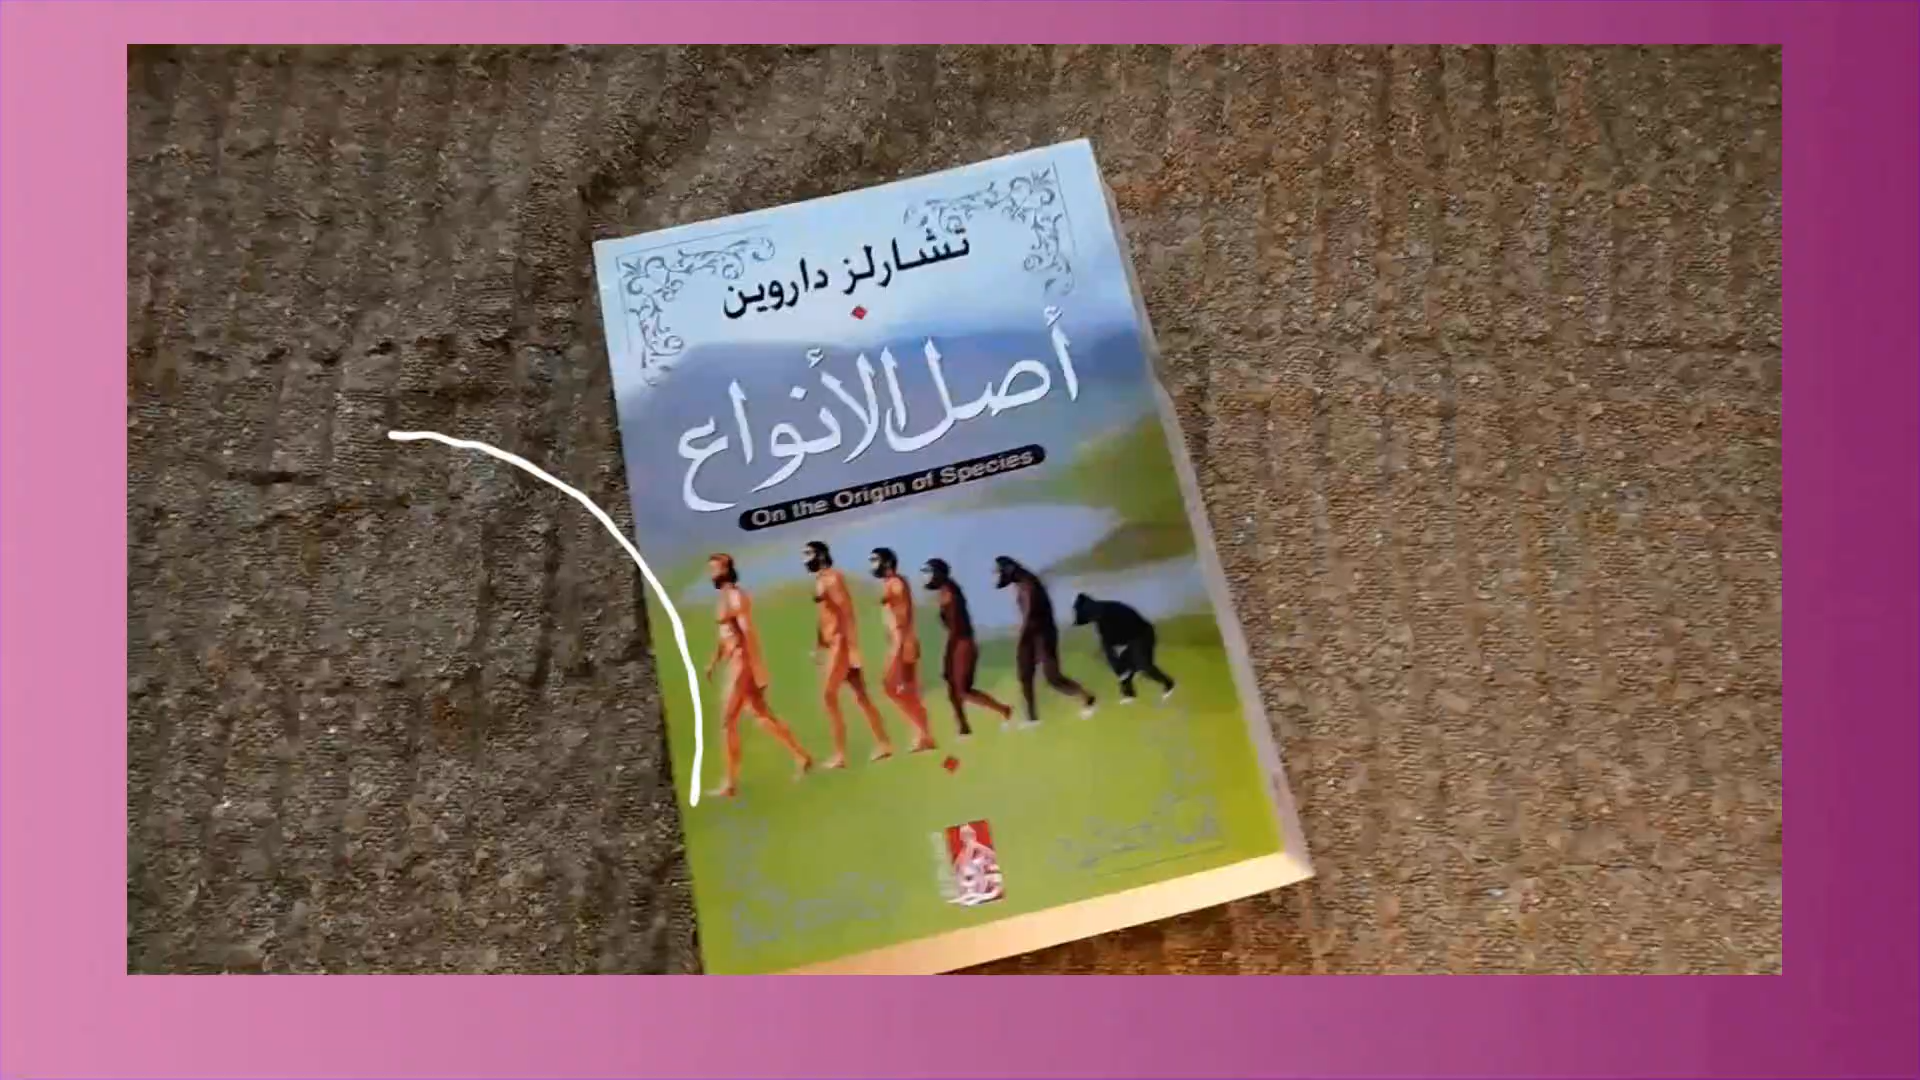 تشارلز داروين
أصل الأنواع
On the Origin of Species